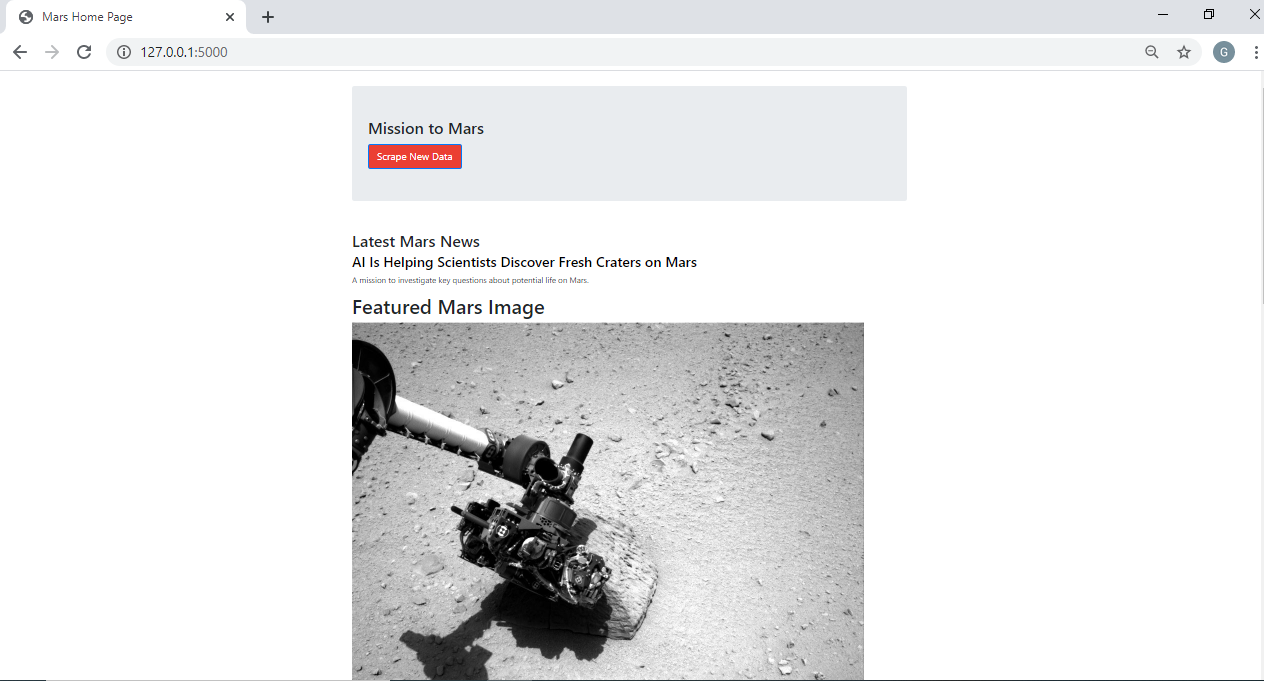 Mars Home Page
127.0.0.1:5000
G
Mission to Mars
Scrape New Data
Latest Mars News
AI Is Helping Scientists Discover Fresh Craters on Mars
A mission to investigate key questions about potential life on Mars.
Featured Mars Image